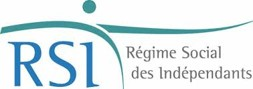 RSI
Régime Social
des Indépendants